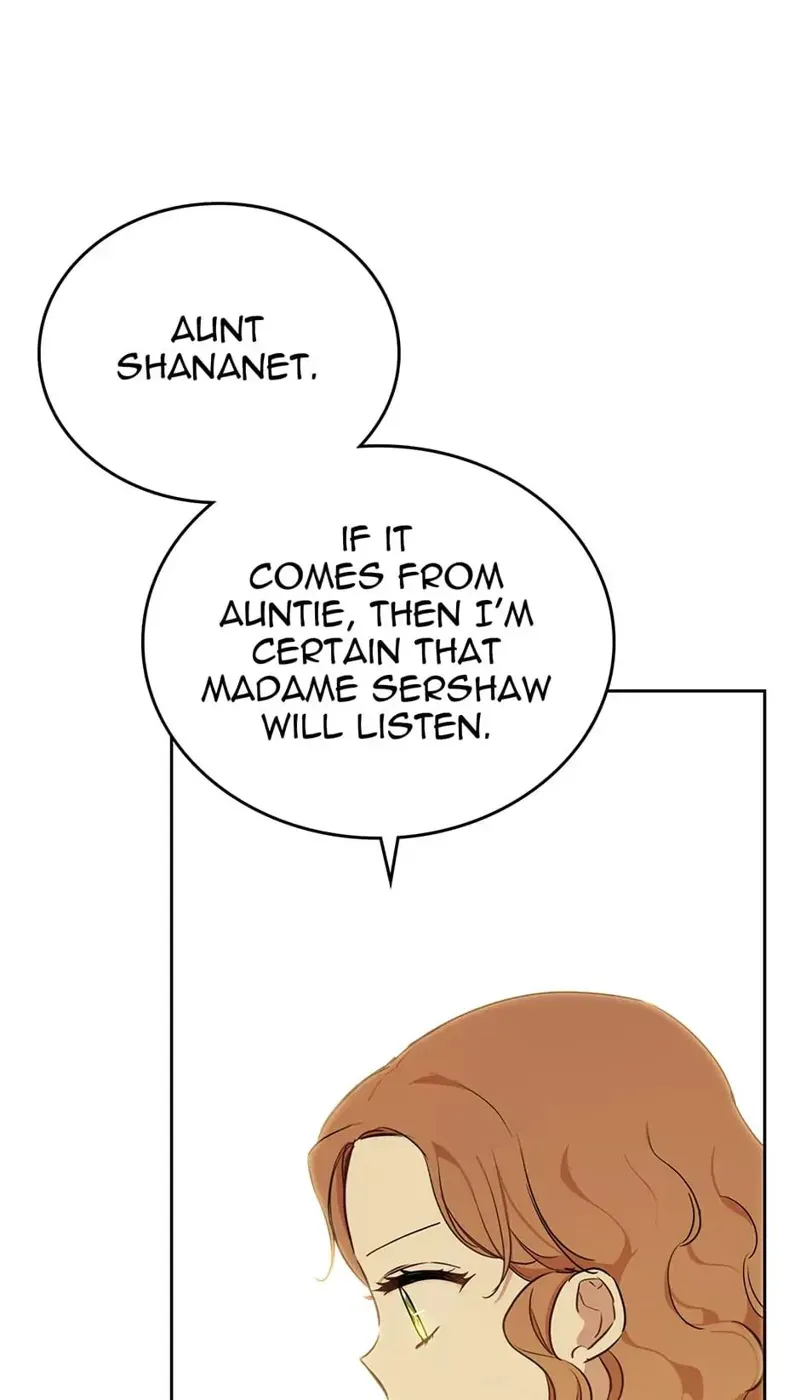 AUNT
SHANANET.
IF IT
COMES FROM
AUNTIE, THEN I'M
CERTAIN THAT
MADAME SERSHAW
WILL LISTEN.